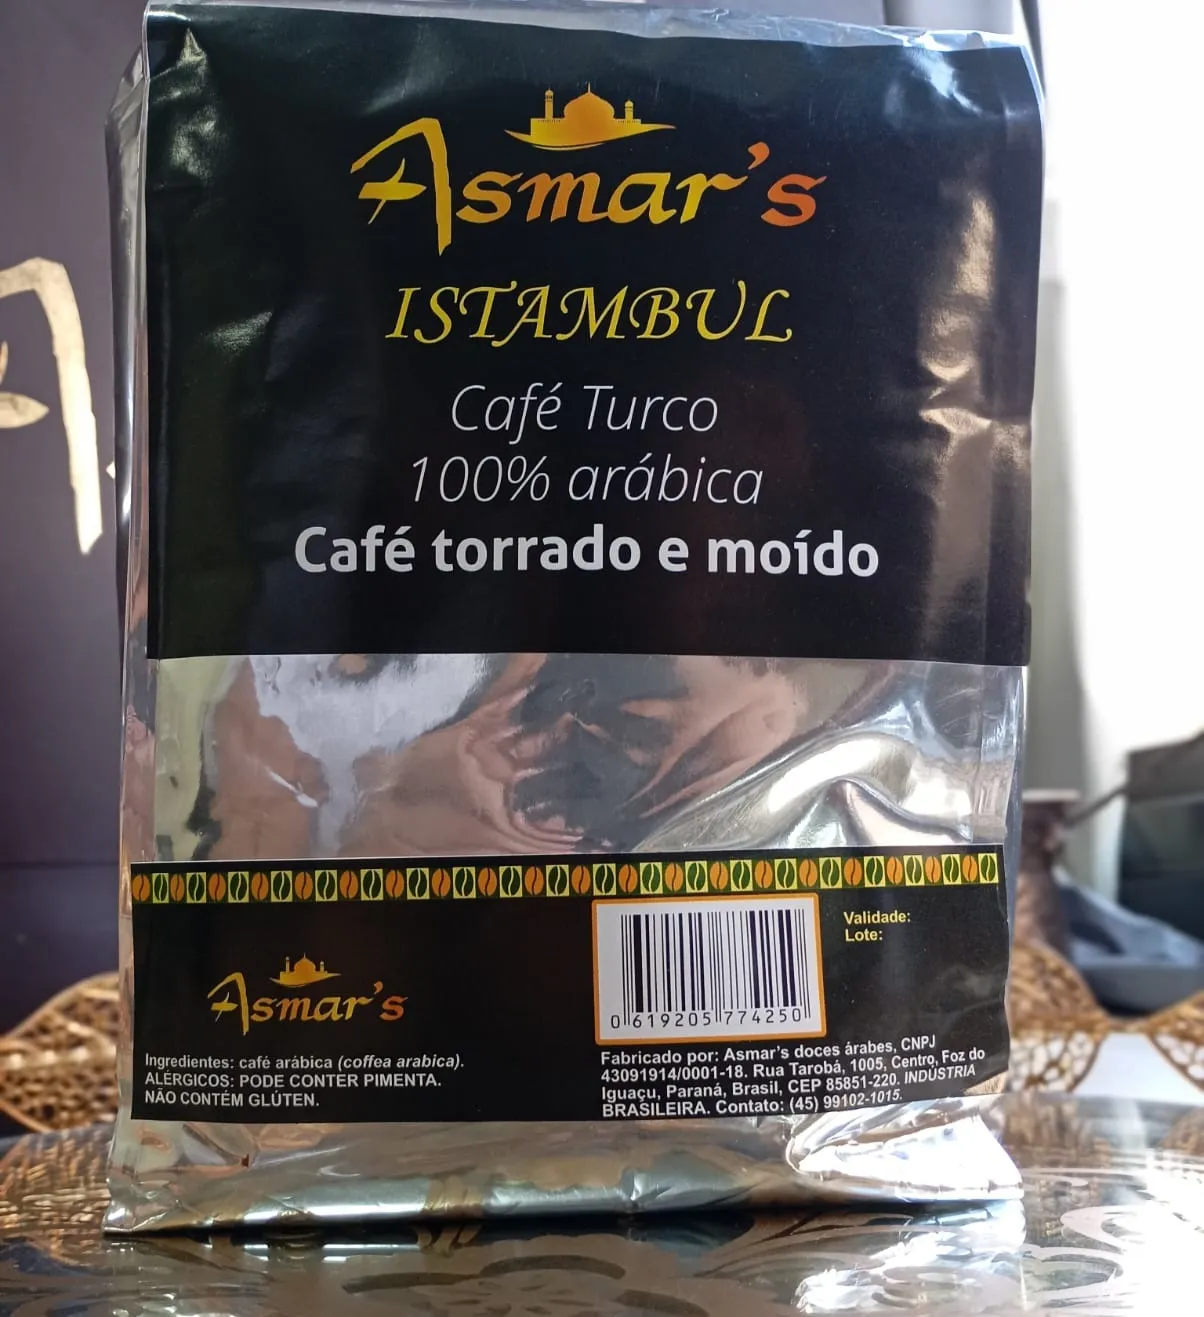 Asmar's
ISTAMBUL
Café Turco
100% arábica
Café torrado e moído
Validade:
Lote:
0 619205 774250
Asmar's
Ingredientes: café arábica (coffea arabica).
ALÉRGICOS: PODE CONTER PIMENTA.
NÃO CONTÉM GLÚTEN.
Fabricado por: Asmar's doces árabes, CNPJ
43091914/0001-18. Rua Tarobá, 1005, Centro, Foz do
Iguaçu, Paraná, Brasil, CEP 85851-220. INDÚSTRIA
BRASILEIRA. Contato: (45) 99102-1015.